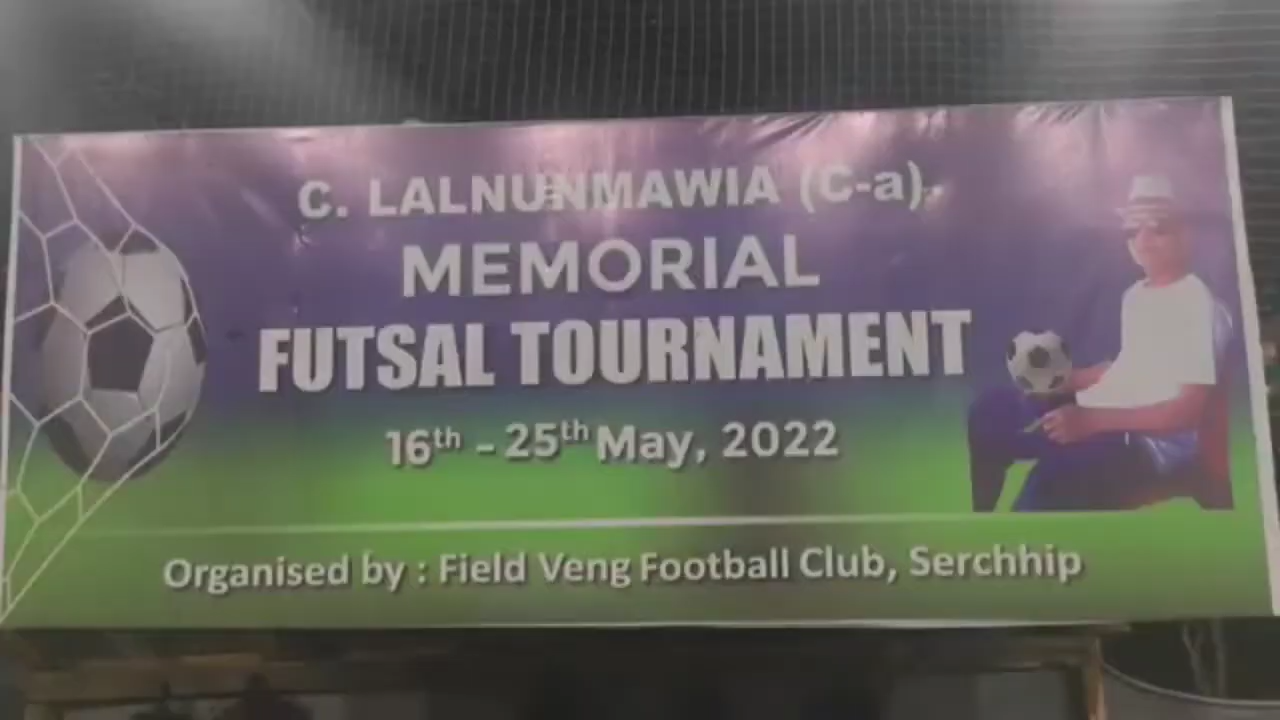 C. LALNUNMAWIA (C-a).
MEMORIAL
FUTSAL TOURNAMENT
16th - 25th May, 2022
Organised by : Field Veng Football Club, Serchhip